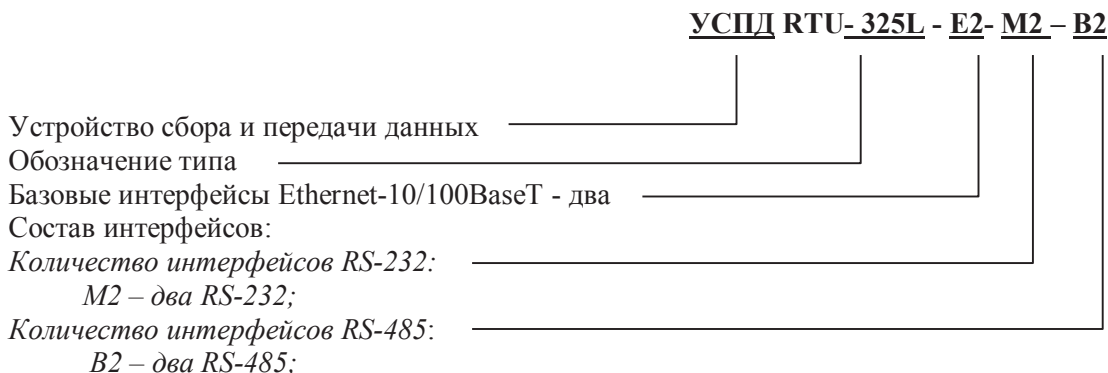 УСПД RTU- 325L - E2- M2 – B2
Устройство сбора и передачи данных
Обозначение типа
Базовые интерфейсы Ethernet-10/100BaseT - два
Состав интерфейсов:
Количество интерфейсов RS-232:
M2 – два RS-232;
Количество интерфейсов RS-485:
B2 – два RS-485;